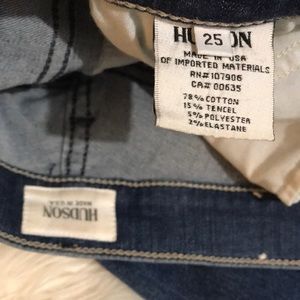 HUDSON
25
MADE IN USA
OF IMPORTED MATERIALS
RN#107906
CA# 00635
78%COTTON
15%TENCEL
5%POLYESTER
2%ELASTANE
HUDSON
MADE IN U.S.A.